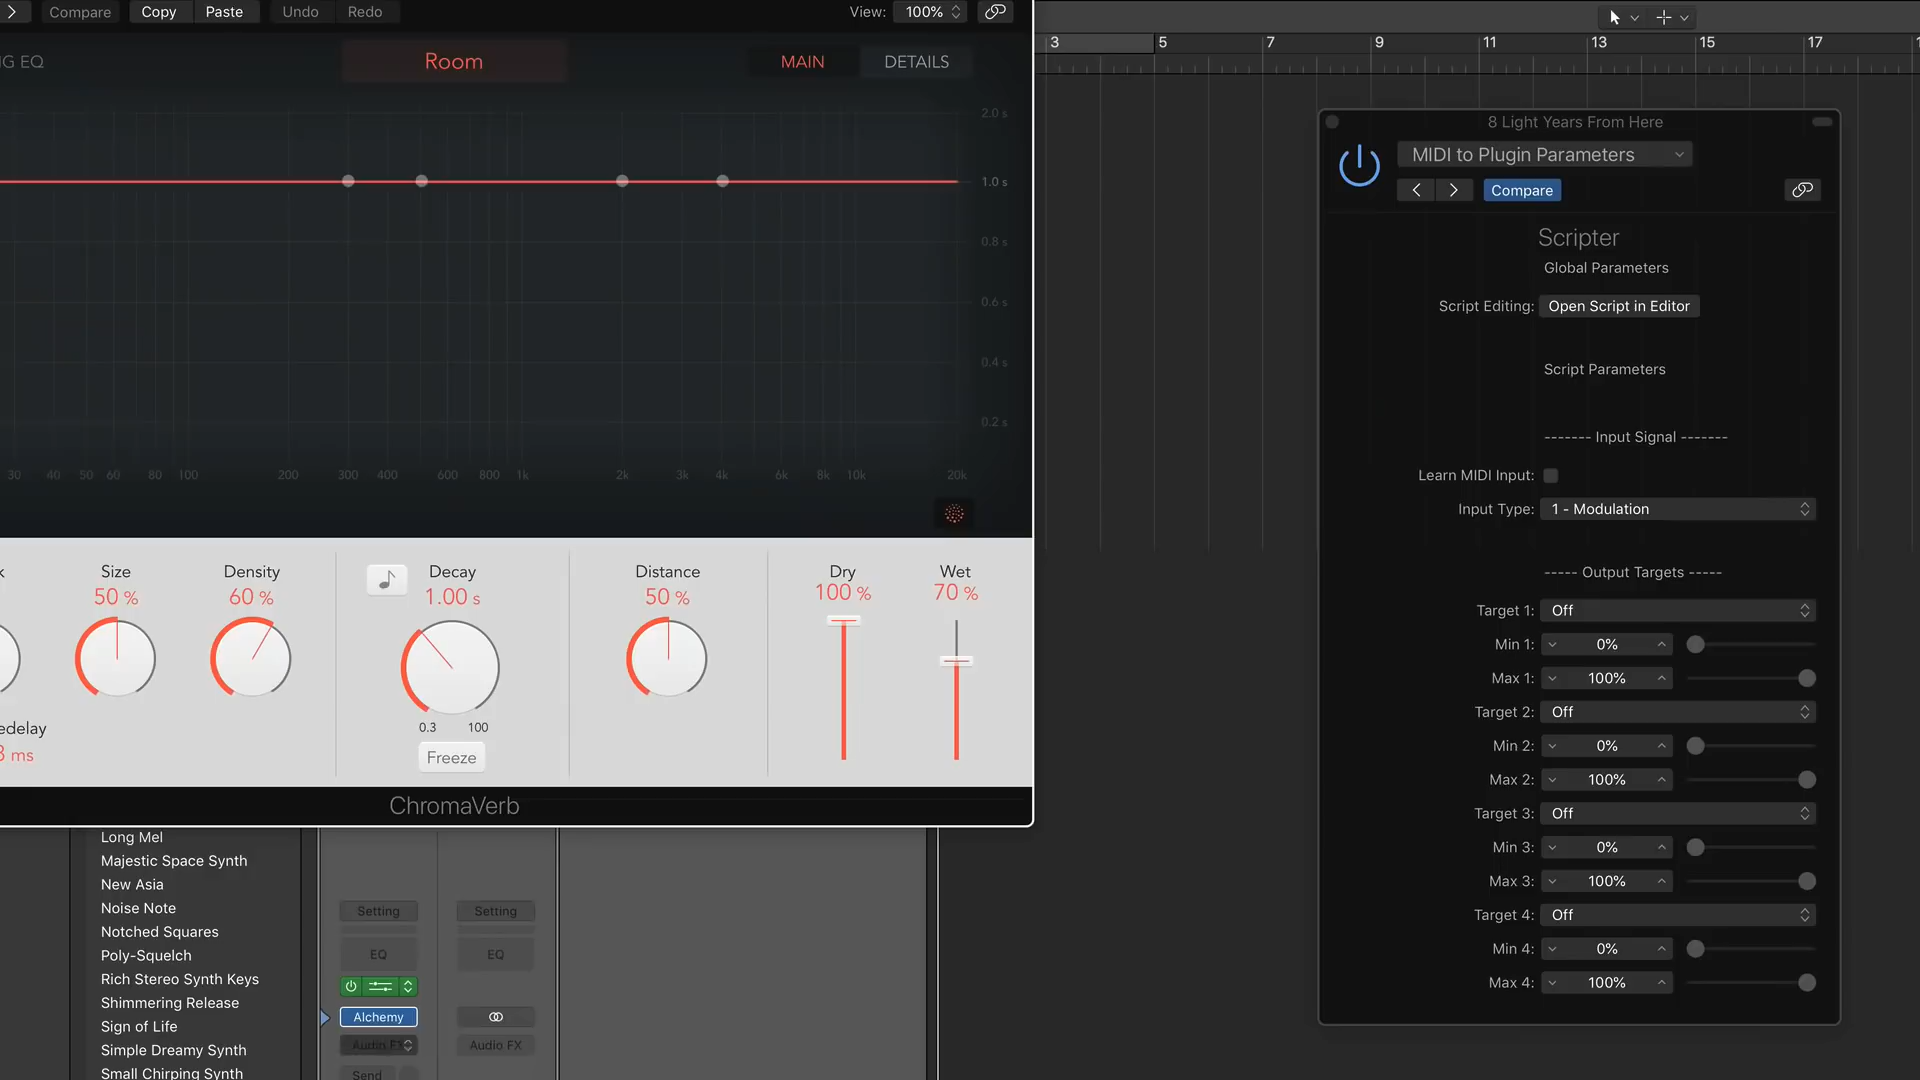 Compare Copy Paste Undo Redo View: 100%
G EQ Room MAIN DETAILS
2.0 s
1.0 s
0.8 s
0.6 s
0.4 s
0.2 s
30 40 50 60 80 100 200 300 400 600 800 1k 2k 3k 4k 6k 8k 10k 20k
Size Density Decay Distance Dry Wet
50 % 60 % 1.00 s 50 % 100 % 70 %
0.3 100
edelay
ms
Freeze
ChromaVerb
Long Mel
Majestic Space Synth
New Asia
Noise Note
Notched Squares
Poly-Squelch
Rich Stereo Synth Keys
Shimmering Release
Sign of Life
Simple Dreamy Synth
Small Chirping Synth
Setting Setting
EQ EQ
Alchemy
Audio FX
Send
3 5 7 9 11 13 15 17
8 Light Years From Here
MIDI to Plugin Parameters
Compare
Scripter
Global Parameters
Script Editing: Open Script in Editor
Script Parameters
------- Input Signal -------
Learn MIDI Input:
Input Type: 1 - Modulation
----- Output Targets -----
Target 1: Off
Min 1: 0%
Max 1: 100%
Target 2: Off
Min 2: 0%
Max 2: 100%
Target 3: Off
Min 3: 0%
Max 3: 100%
Target 4: Off
Min 4: 0%
Max 4: 100%